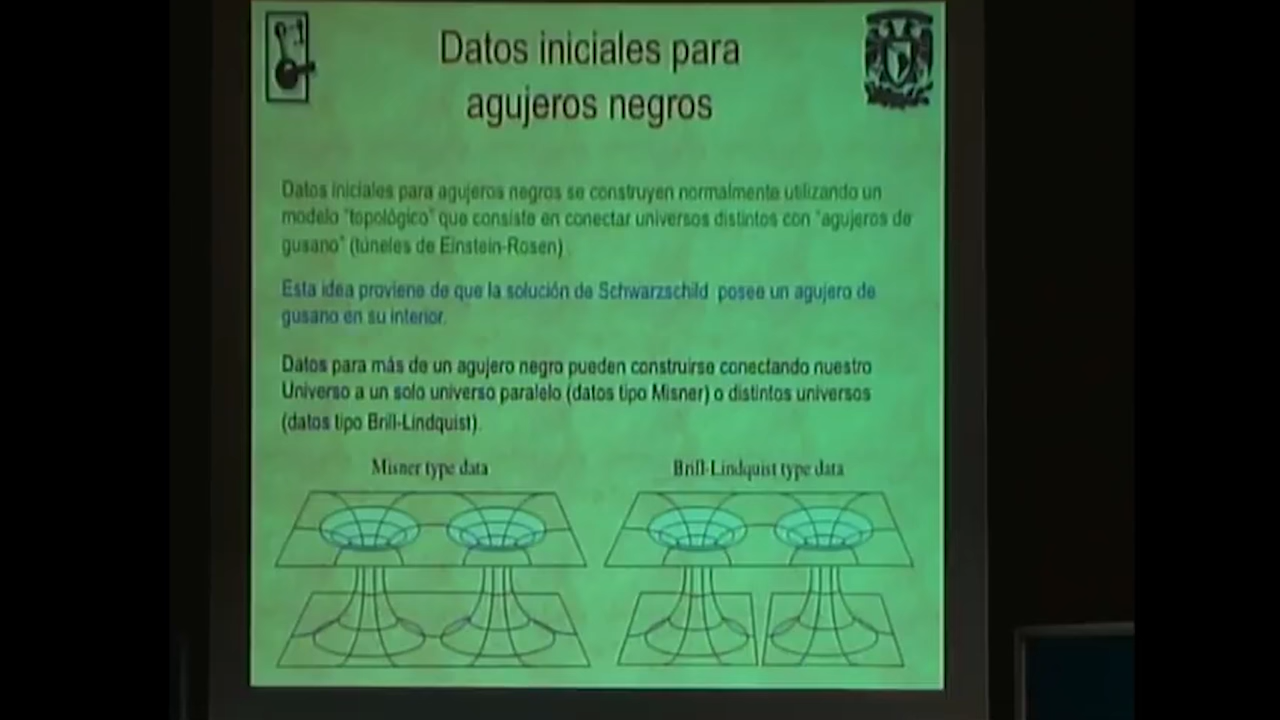 Datos iniciales para
agujeros negros
Datos iniciales para agujeros negros se construyen normalmente utilizando un
modelo "topológico" que consiste en conectar universos distintos con "agujeros de
gusano" (túneles de Einstein-Rosen).
Esta idea proviene de que la solución de Schwarzschild posee un agujero de
gusano en su interior.
Datos para más de un agujero negro pueden construirse conectando nuestro
Universo a un solo universo paralelo (datos tipo Misner) o distintos universos
(datos tipo Brill-Lindquist).
Misner type data
Brill-Lindquist type data